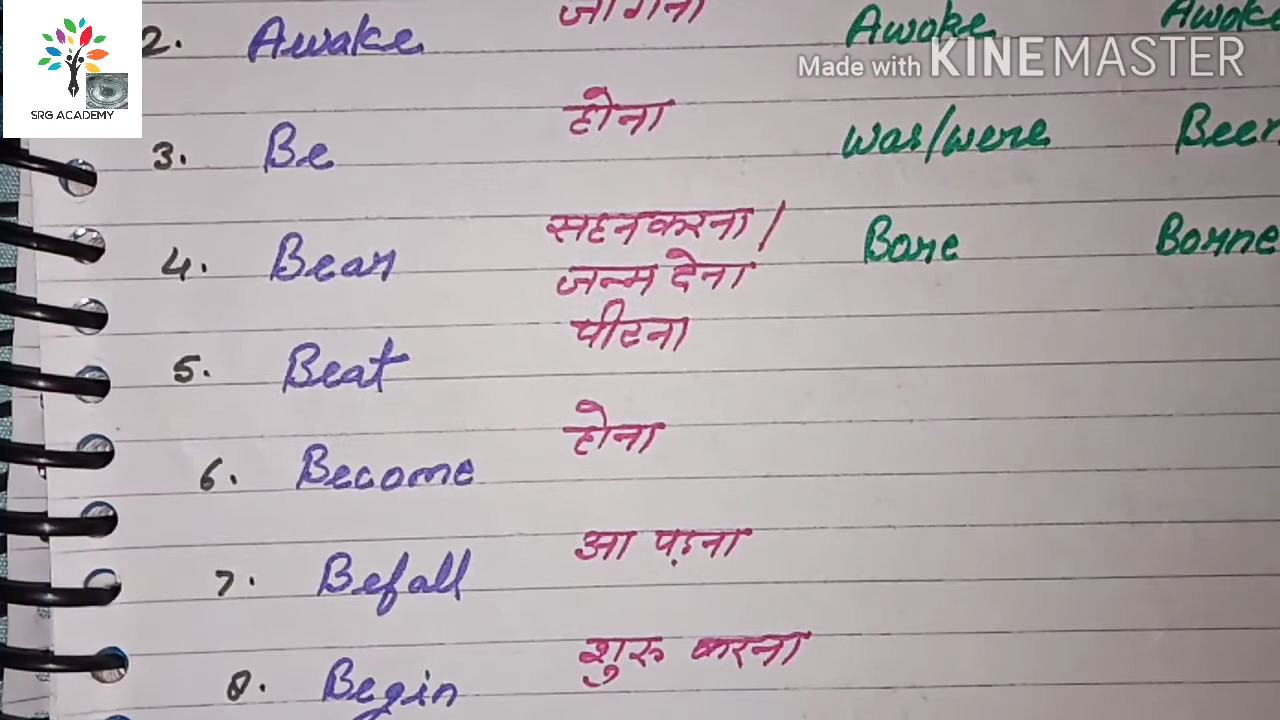 जागना
2. Awake Awoke Awoke
Made with KINEMASTER
SRG ACADEMY
होना
3. Be was/were Been
सहन करना /
4. Bear Bore Borne
जन्म देना
पीटना
5. Beat
होना
6. Become
आ पड़ना
7. Befall
शुरु करना
8. Begin